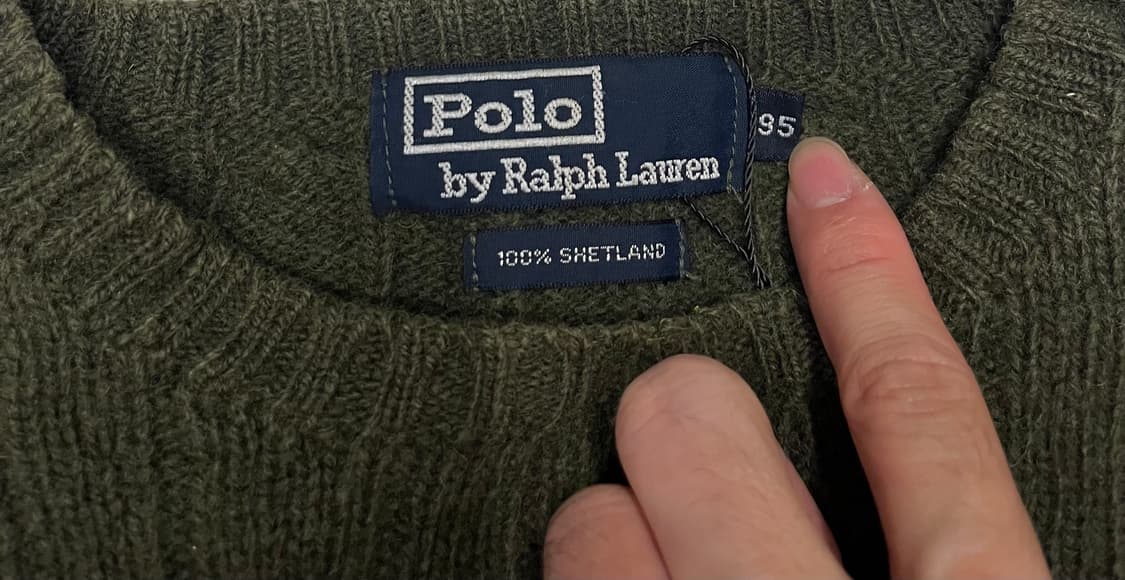 Polo
by Ralph Lauren
95
100% SHETLAND